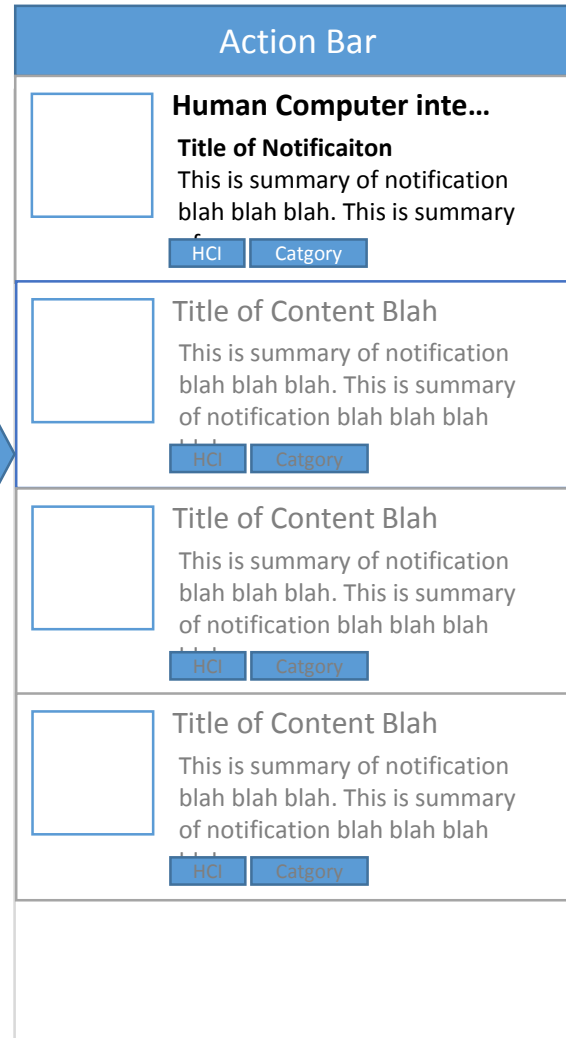 Action Bar
Human Computer inte…
Title of Notificaiton
This is summary of notification
blah blah blah. This is summary
HCI Catgory
Title of Content Blah
This is summary of notification
blah blah blah. This is summary
of notification blah blah blah
HCI Catgory
Title of Content Blah
This is summary of notification
blah blah blah. This is summary
of notification blah blah blah
HCI Catgory
Title of Content Blah
This is summary of notification
blah blah blah. This is summary
of notification blah blah blah
HCI Catgory